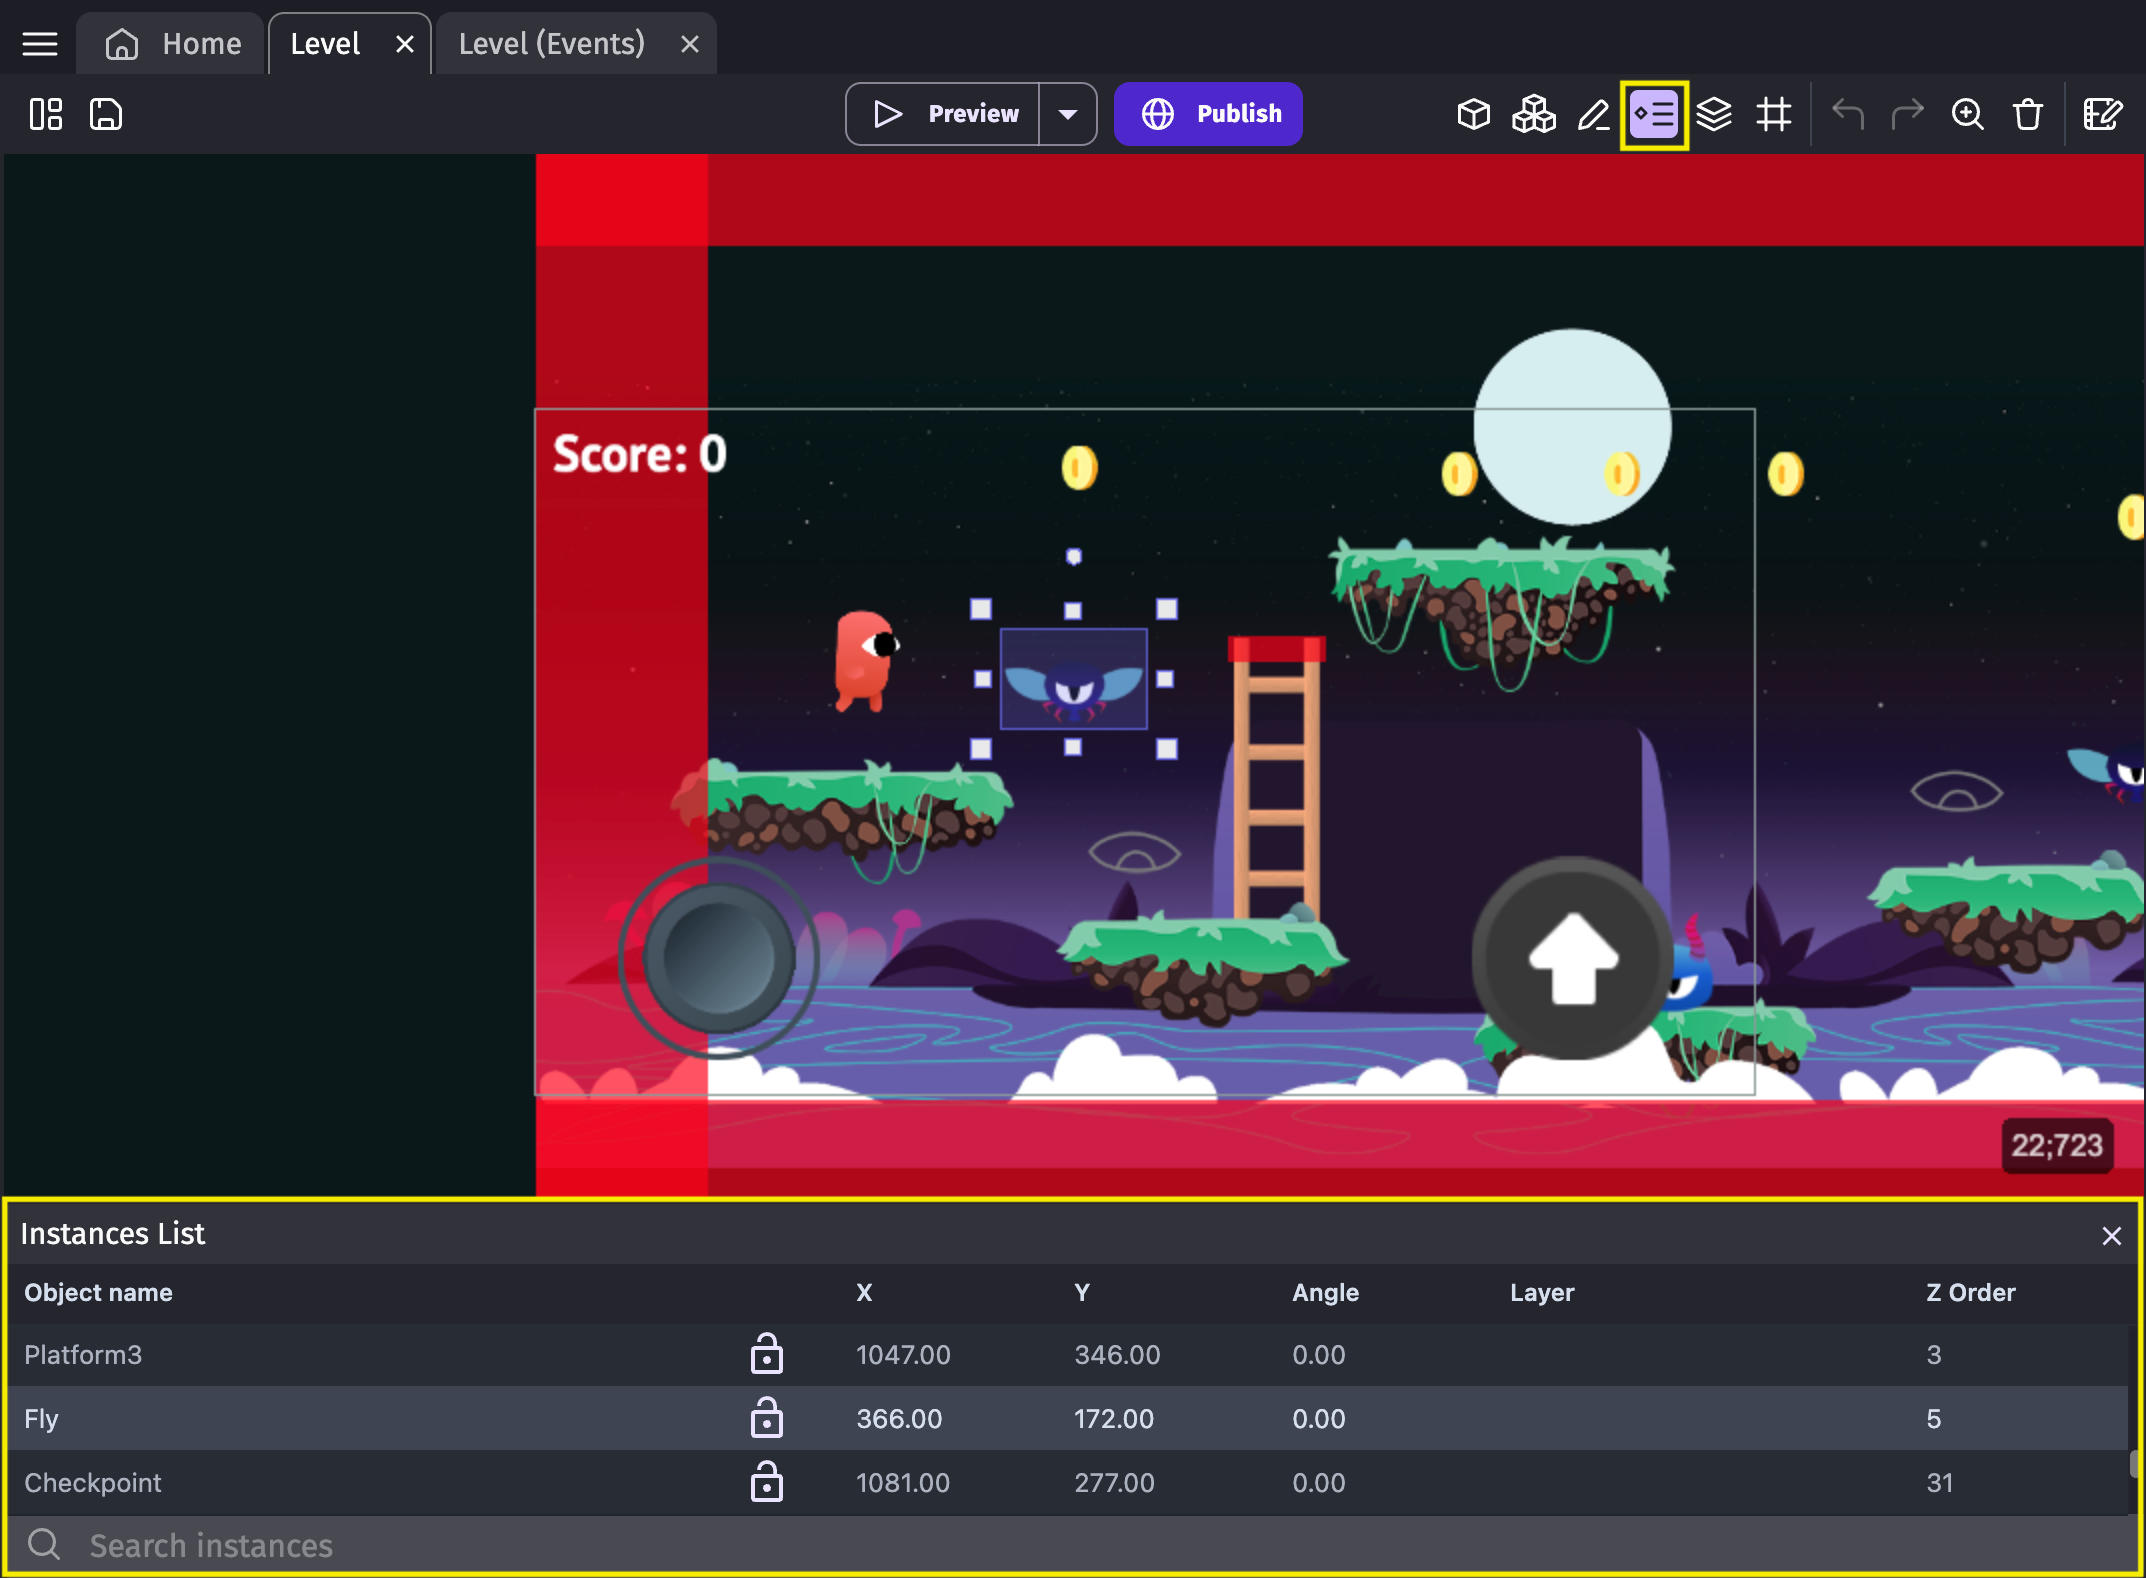 Home
Level
Level (Events)
Preview
Publish
Score: 0
22;723
Instances List
Object name X Y Angle Layer Z Order
Platform3 1047.00 346.00 0.00 3
Fly 366.00 172.00 0.00 5
Checkpoint 1081.00 277.00 0.00 31
Search instances